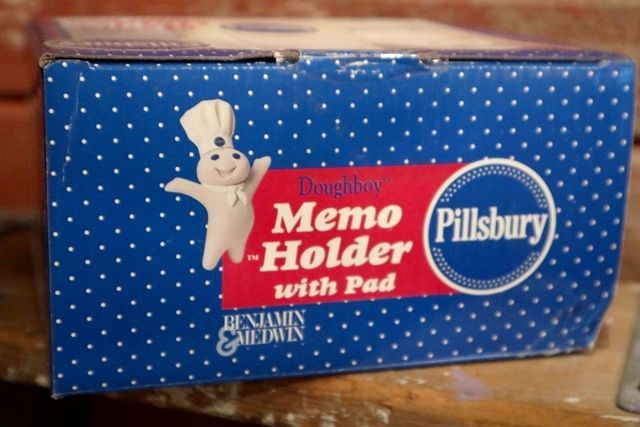 Doughboy™
Memo
™ Holder
with Pad
Pillsbury
BENJAMIN
& MEDWIN